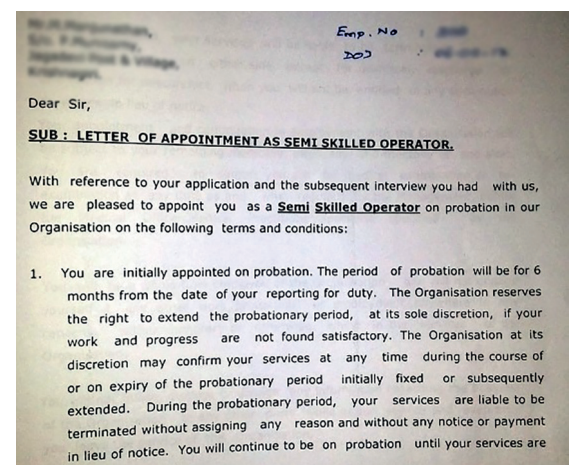 Emp. No :
DOJ :
Dear Sir,
SUB : LETTER OF APPOINTMENT AS SEMI SKILLED OPERATOR.
With reference to your application and the subsequent interview you had with us,
we are pleased to appoint you as a Semi Skilled Operator on probation in our
Organisation on the following terms and conditions:
1. You are initially appointed on probation. The period of probation will be for 6
months from the date of your reporting for duty. The Organisation reserves
the right to extend the probationary period, at its sole discretion, if your
work and progress are not found satisfactory. The Organisation at its
discretion may confirm your services at any time during the course of
or on expiry of the probationary period initially fixed or subsequently
extended. During the probationary period, your services are liable to be
terminated without assigning any reason and without any notice or payment
in lieu of notice. You will continue to be on probation until your services are